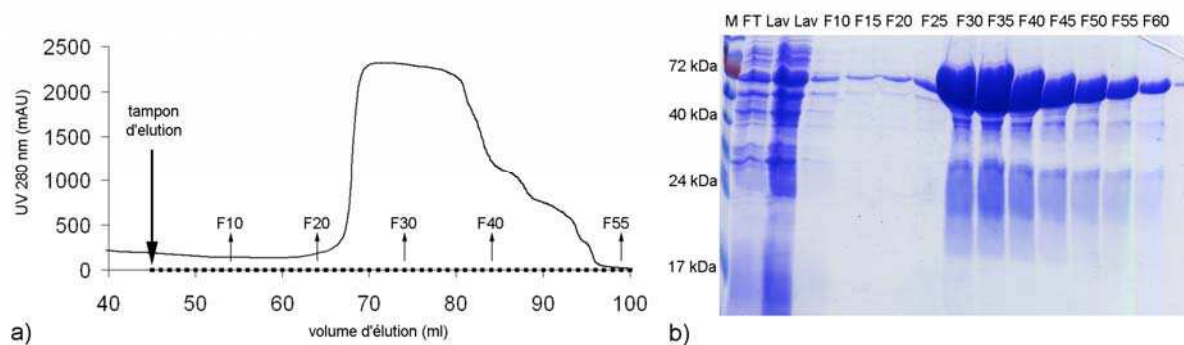 2500
2000
1500
1000
500
0
UV 280 nm (mAU)
tampon
d'elution
F10
F20
F30
F40
F55
40
50
60
70
80
90
100
volume d'élution (ml)
a)
M FT Lav Lav F10 F15 F20 F25 F30 F35 F40 F45 F50 F55 F60
72 kDa
40 kDa
24 kDa
17 kDa
b)